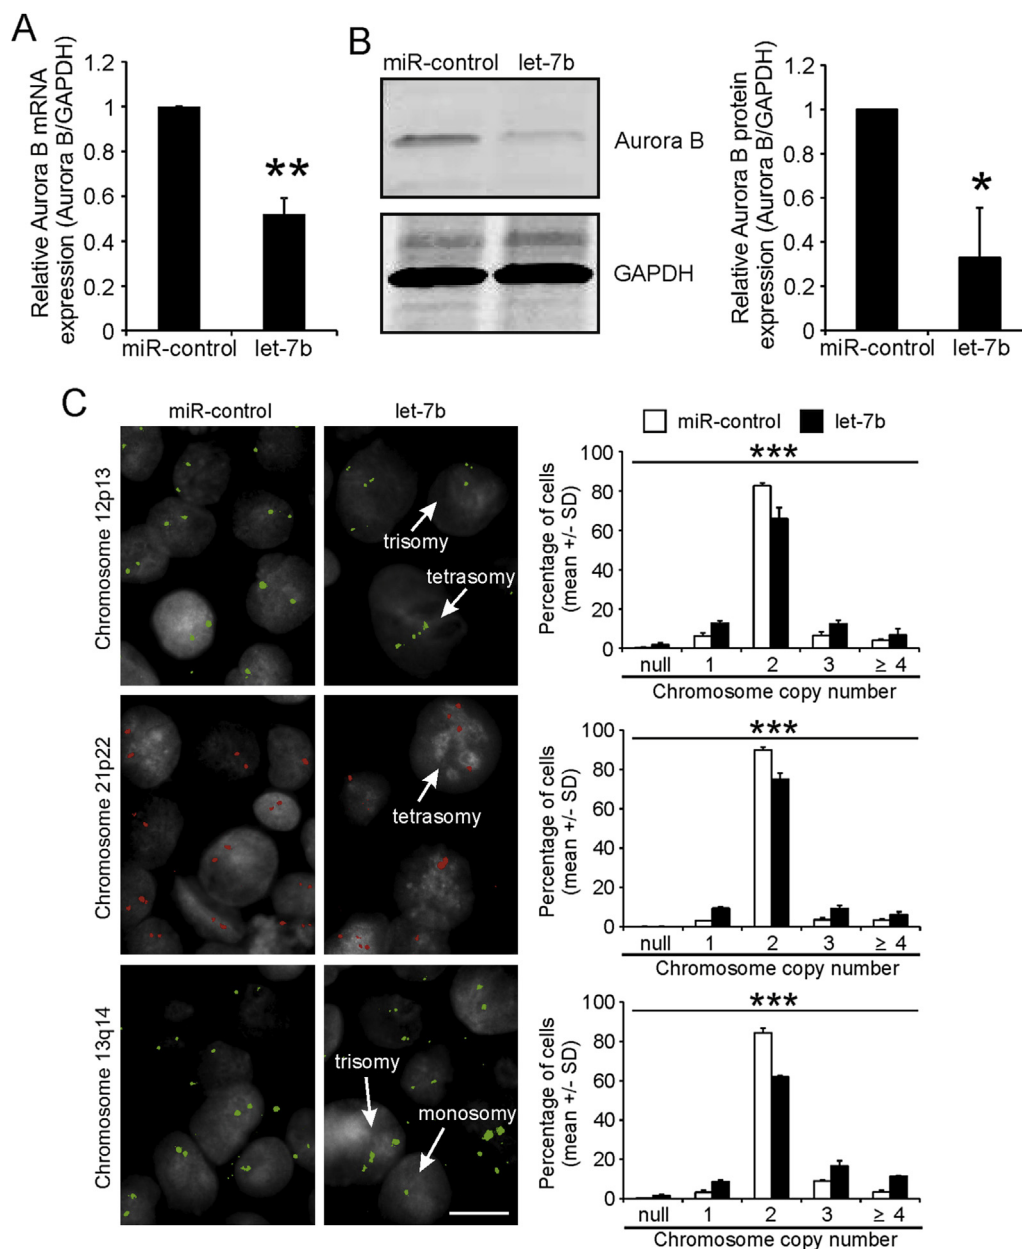 A
Relative Aurora B mRNA
expression (Aurora B/GAPDH)
1.2
1
0.8
0.6
0.4
0.2
0
**
miR-control let-7b
B
miR-control let-7b
Aurora B
GAPDH
Relative Aurora B protein
expression (Aurora B/GAPDH)
1.2
1
0.8
0.6
0.4
0.2
0
*
miR-control let-7b
C
miR-control let-7b
Chromosome 12p13
trisomy
tetrasomy
Chromosome 21p22
tetrasomy
Chromosome 13q14
trisomy
monosomy
miR-control let-7b
Percentage of cells
(mean +/- SD)
100
80
60
40
20
0
***
null 1 2 3 ≥ 4
Chromosome copy number
Percentage of cells
(mean +/- SD)
100
80
60
40
20
0
***
null 1 2 3 ≥ 4
Chromosome copy number
Percentage of cells
(mean +/- SD)
100
80
60
40
20
0
***
null 1 2 3 ≥ 4
Chromosome copy number